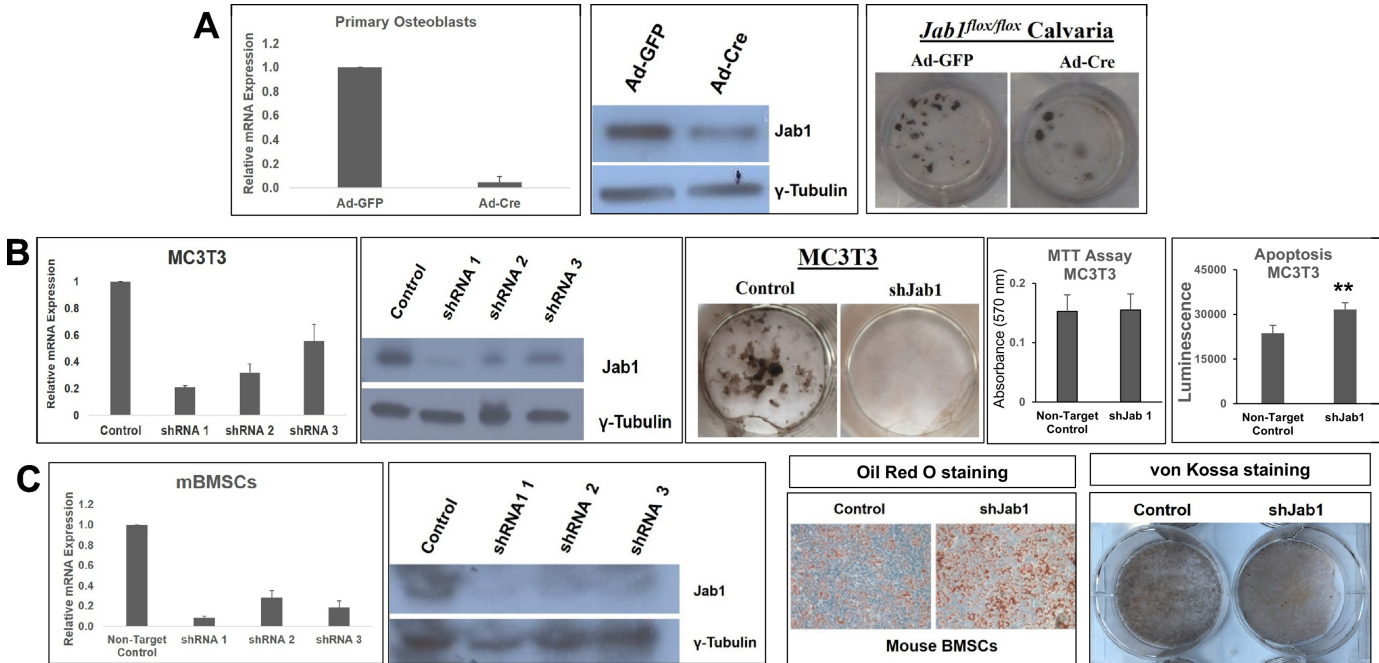 A
Primary Osteoblasts
Relative mRNA Expression
1.2
1.0
0.8
0.6
0.4
0.2
0.0
Ad-GFP
Ad-Cre
Ad-GFP
Ad-Cre
Jab1
γ-Tubulin
Jab1flox/flox Calvaria
Ad-GFP
Ad-Cre
B
MC3T3
Relative mRNA Expression
1
0.8
0.6
0.4
0.2
0
Control
shRNA 1
shRNA 2
shRNA 3
Control
shRNA 1
shRNA 2
shRNA 3
Jab1
γ-Tubulin
MC3T3
Control
shJab1
MTT Assay
MC3T3
Absorbance (570 nm)
0.2
0.1
0
Non-Target
Control
shJab 1
Apoptosis
MC3T3
Luminescence
45000
30000
15000
0
**
Non-Target
Control
shJab1
C
mBMSCs
Relative mRNA Expression
1.2
1.0
0.8
0.6
0.4
0.2
0.0
Non-Target
Control
shRNA 1
shRNA 2
shRNA 3
Control
shRNA1 1
shRNA 2
shRNA 3
Jab1
γ-Tubulin
Oil Red O staining
Control
shJab1
Mouse BMSCs
von Kossa staining
Control
shJab1